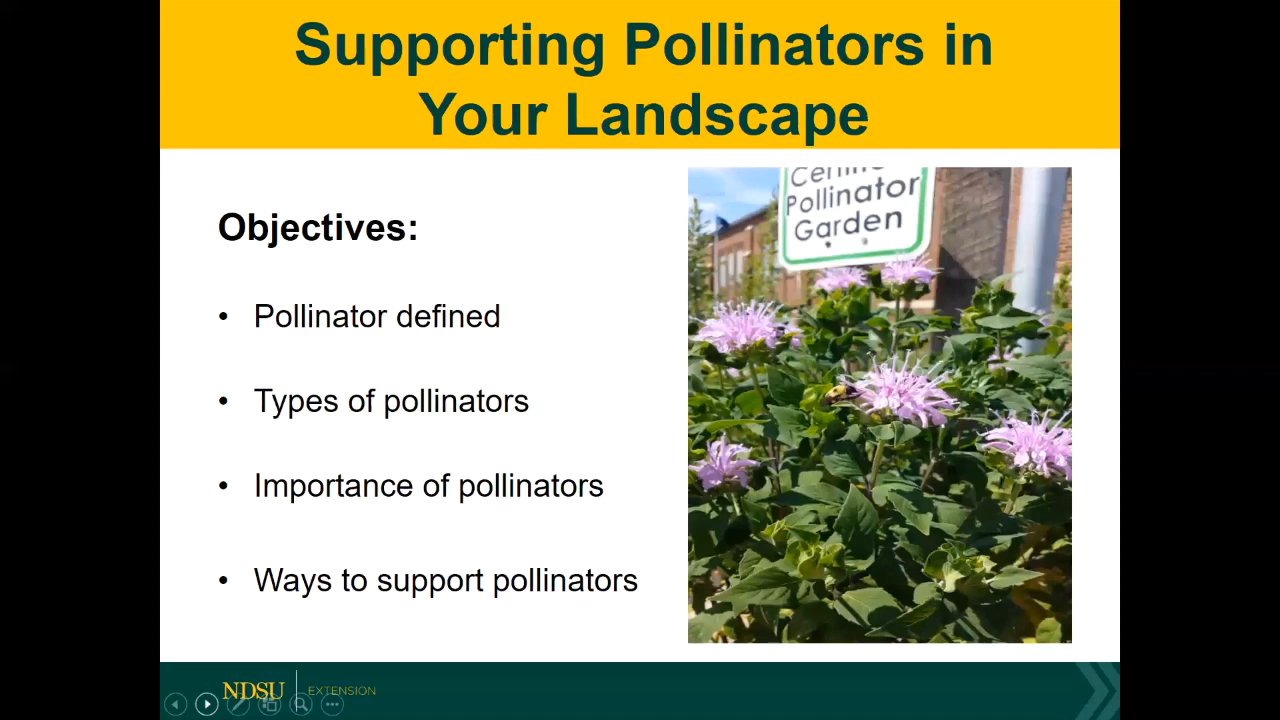 Supporting Pollinators in
Your Landscape
Objectives:
• Pollinator defined
• Types of pollinators
• Importance of pollinators
• Ways to support pollinators
Pollinator
Garden
NDSU EXTENSION